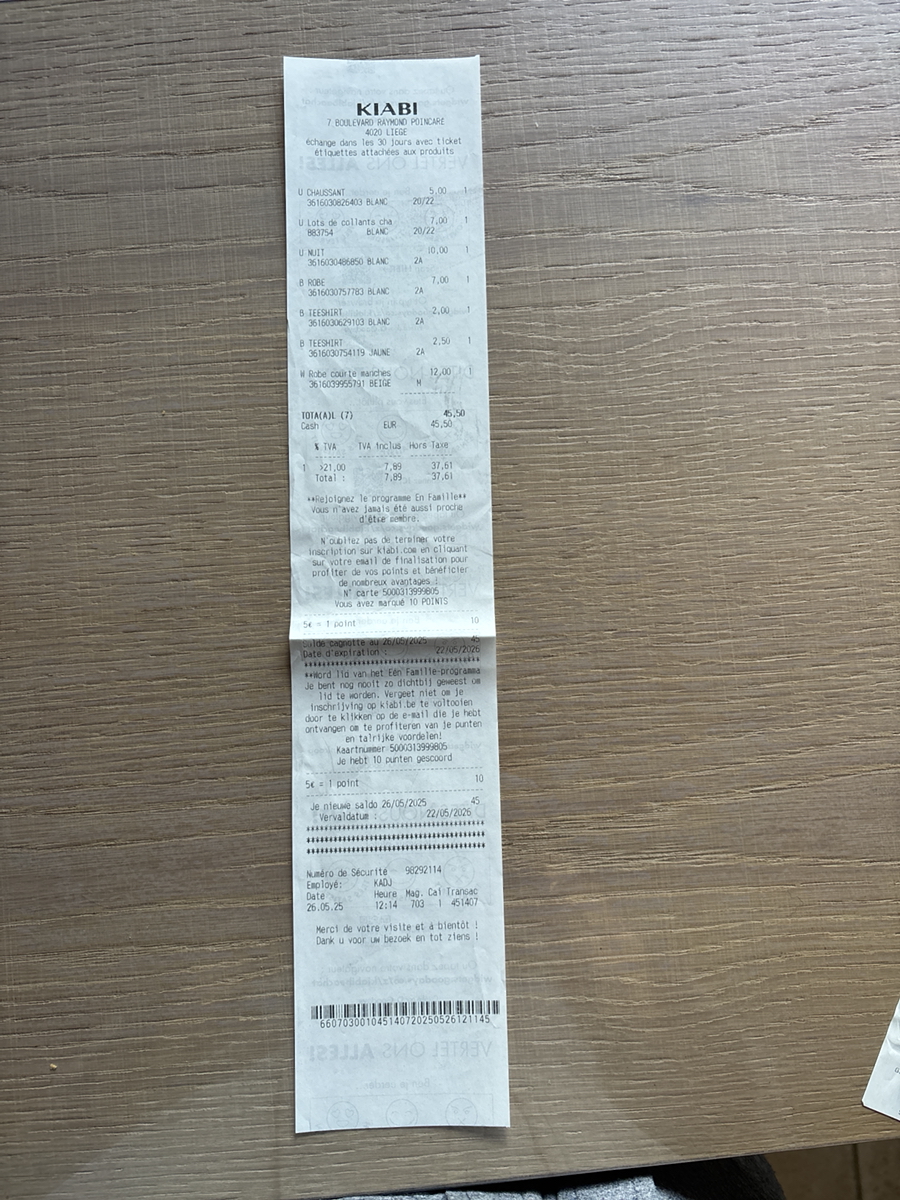 KIABI
7 BOULEVARD RAYMOND POINCARE
4020 LIEGE
échange dans les 30 jours avec ticket
étiquettes attachées aux produits
U CHAUSSANT 5,00 1
3616030826403 BLANC 20/22
U Lots de collants cha 7,00 1
883754 BLANC 20/22
U NUIT 10,00 1
3616030486850 BLANC 2A
B ROBE 7,00 1
3616030757783 BLANC 2A
B TEESHIRT 2,00 1
3616030629103 BLANC 2A
B TEESHIRT 2,50 1
3616030754119 JAUNE 2A
W Robe courte manches 12,00 1
3616039955791 BEIGE M
TOTA(A)L (7) 45,50
Cash EUR 45,50
% TVA TVA Inclus Hors Taxe
1 >21,00 7,89 37,61
Total : 7,89 37,61
**Rejoignez le programme En Famille**
Vous n'avez jamais été aussi proche
d'être membre.
N'oubliez pas de terminer votre
inscription sur kiabi.com en cliquant
sur votre email de finalisation pour
profiter de vos points et bénéficier
de nombreux avantages !
N° carte 5000313999805
Vous avez marqué 10 POINTS
5€ = 1 point 10
Solde cagnotte au 26/05/2025 45
Date d'expiration : 22/05/2026
**Word lid van het Eén Famille-programma
Je bent nog nooit zo dichtbij geweest om
lid te worden. Vergeet niet om je
inschrijving op kiabi.be te voltooien
door te klikken op de e-mail die je hebt
ontvangen om te profiteren van je punten
en talrijke voordelen!
Kaartnummer 5000313999805
Je hebt 10 punten gescoord
5€ = 1 point 10
Je nieuwe saldo 26/05/2025 45
Vervaldatum : 22/05/2026
Numéro de Sécurité 98292114
Employé: KADJ
Date Heure Mag. Cai Transac
26.05.25 12:14 703 1 451407
Merci de votre visite et à bientôt !
Dank u voor uw bezoek en tot ziens !
660703001045140720250526121145
VERTEL ONS ALLES!